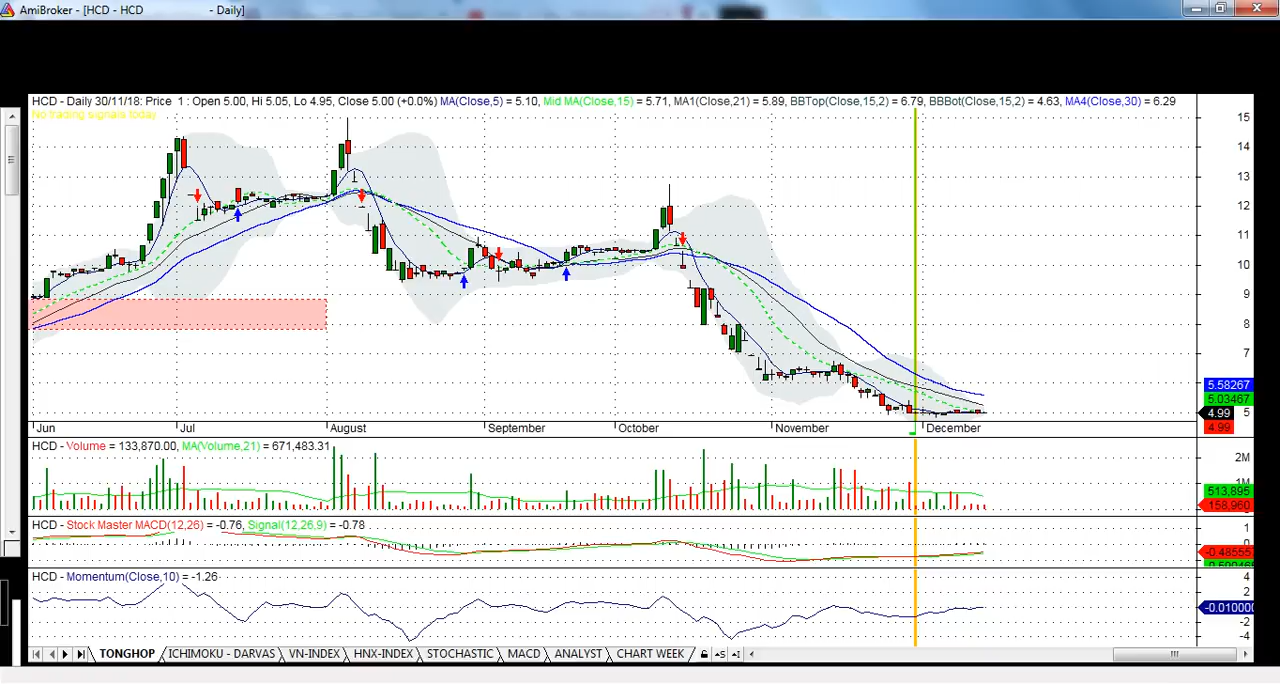 AmiBroker - [HCD - HCD - Daily]
HCD - Daily 30/11/18: Price 1 : Open 5.00, Hi 5.05, Lo 4.95, Close 5.00 (+0.0%) MA(Close,5) = 5.10, Mid MA(Close,15) = 5.71, MA1(Close,21) = 5.89, BBTop(Close,15,2) = 6.79, BBBot(Close,15,2) = 4.63, MA4(Close,30) = 6.29
No trading signals today
15
14
13
12
11
10
9
8
7
5.58267
5.03467
4.99 5
4.99
Jun Jul August September October November December
HCD - Volume = 133,870.00, MA(Volume,21) = 671,483.31
2M
1M
513,895
158,960
HCD - Stock Master MACD(12,26) = -0.76, Signal(12,26,9) = -0.78
1
0
-0.48555
HCD - Momentum(Close,10) = -1.26
4
2
-0.01000
-2
-4
TONGHOP ICHIMOKU - DARVAS VN-INDEX HNX-INDEX STOCHASTIC MACD ANALYST CHART WEEK S I